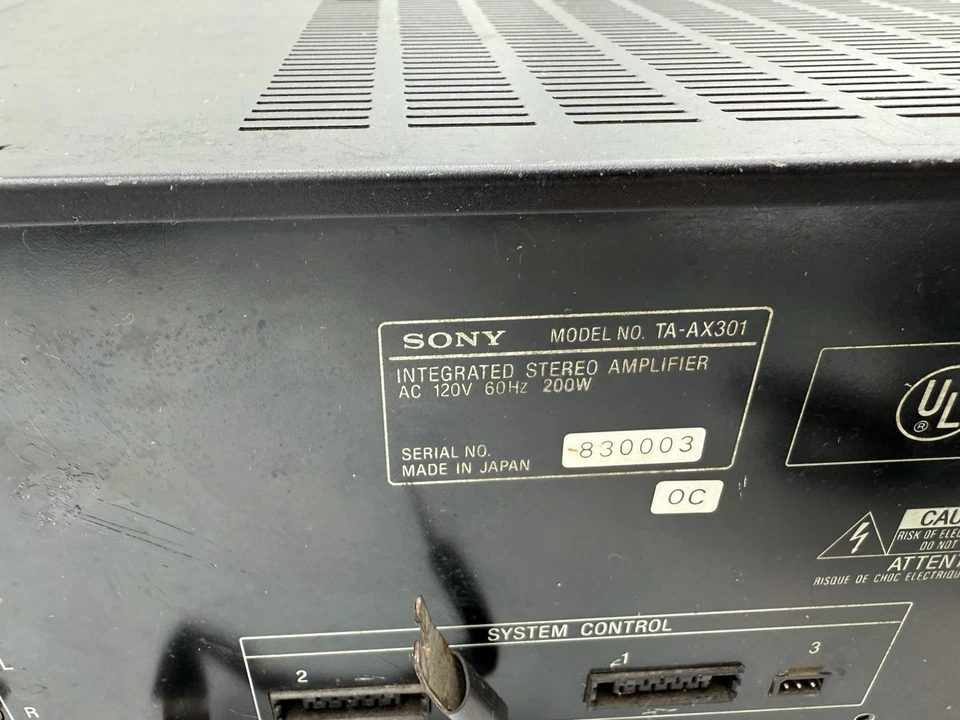 SONY MODEL NO. TA-AX301
INTEGRATED STEREO AMPLIFIER
AC 120V 60Hz 200W
SERIAL NO. 830003
MADE IN JAPAN
OC
UL
®
CAU
RISK OF ELEC
DO NOT
ATTENT
RISQUE DE CHOC ELECTRIQU
SYSTEM CONTROL
2 1 3
L
R